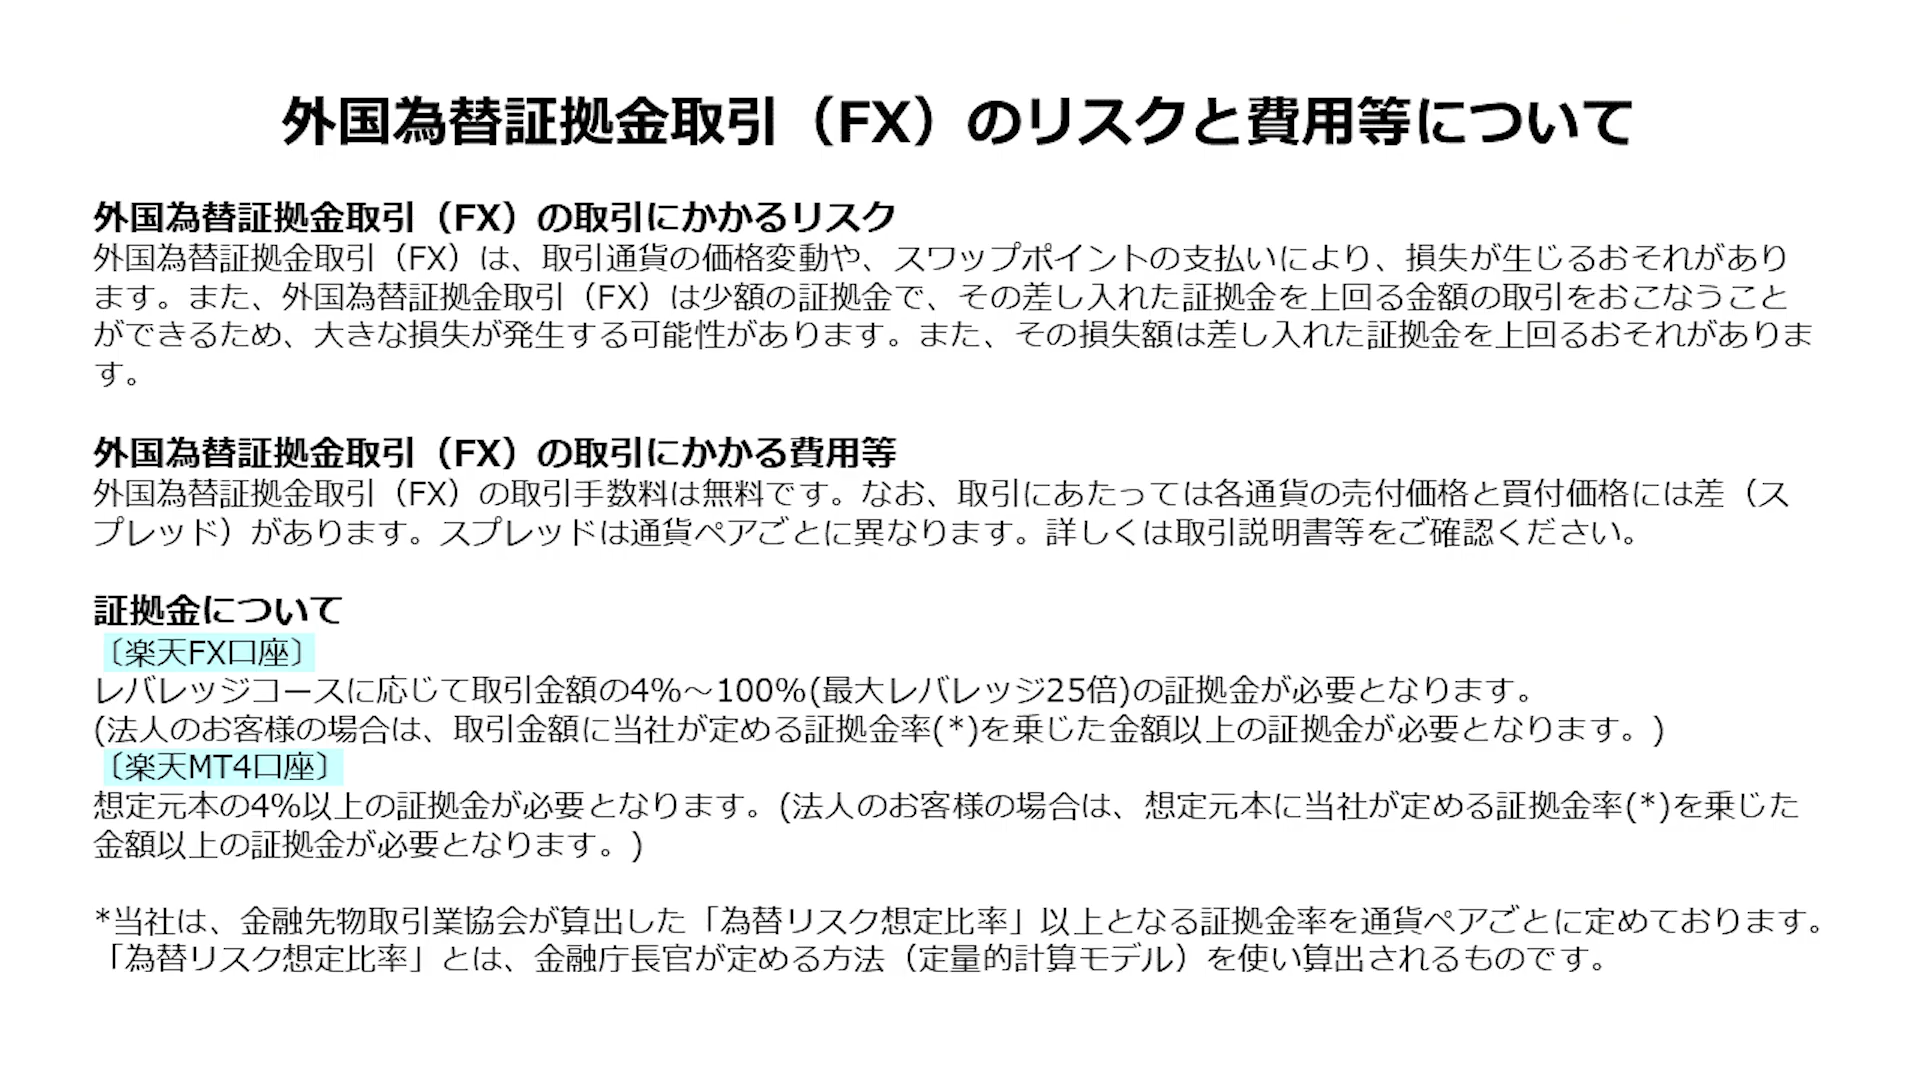 外国為替証拠金取引（FX）のリスクと費用等について
外国為替証拠金取引（FX）の取引にかかるリスク
外国為替証拠金取引（FX）は、取引通貨の価格変動や、スワップポイントの支払いにより、損失が生じるおそれがあり
ます。また、外国為替証拠金取引（FX）は少額の証拠金で、その差し入れた証拠金を上回る金額の取引をおこなうこと
ができるため、大きな損失が発生する可能性があります。また、その損失額は差し入れた証拠金を上回るおそれがありま
す。
外国為替証拠金取引（FX）の取引にかかる費用等
外国為替証拠金取引（FX）の取引手数料は無料です。なお、取引にあたっては各通貨の売付価格と買付価格には差（ス
プレッド）があります。スプレッドは通貨ペアごとに異なります。詳しくは取引説明書等をご確認ください。
証拠金について
〔楽天FX口座〕
レバレッジコースに応じて取引金額の4%～100%(最大レバレッジ25倍)の証拠金が必要となります。
(法人のお客様の場合は、取引金額に当社が定める証拠金率(*)を乗じた金額以上の証拠金が必要となります。)
〔楽天MT4口座〕
想定元本の4%以上の証拠金が必要となります。(法人のお客様の場合は、想定元本に当社が定める証拠金率(*)を乗じた
金額以上の証拠金が必要となります。)
*当社は、金融先物取引業協会が算出した「為替リスク想定比率」以上となる証拠金率を通貨ペアごとに定めております。
「為替リスク想定比率」とは、金融庁長官が定める方法（定量的計算モデル）を使い算出されるものです。